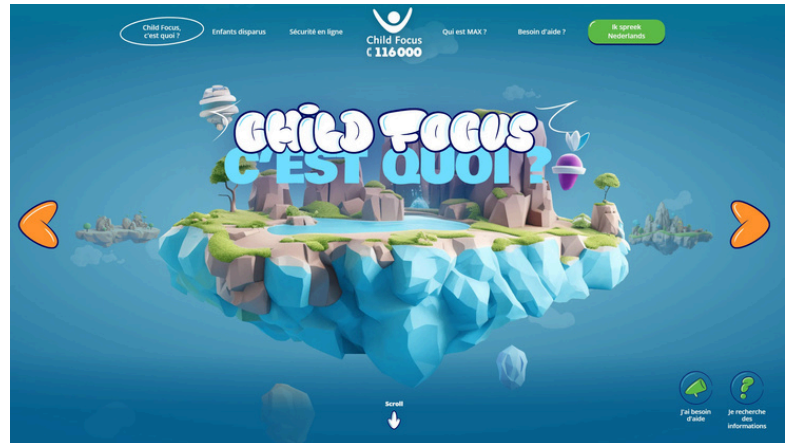 Child Focus,
c'est quoi ?
Enfants disparus
Sécurité en ligne
Child Focus
116000
Qui est MAX ?
Besoin d'aide ?
Ik spreek
Nederlands
CHiLD FOCUS
C'EST QUOI ?
Scroll
J'ai besoin
d'aide
Je recherche
des
informations